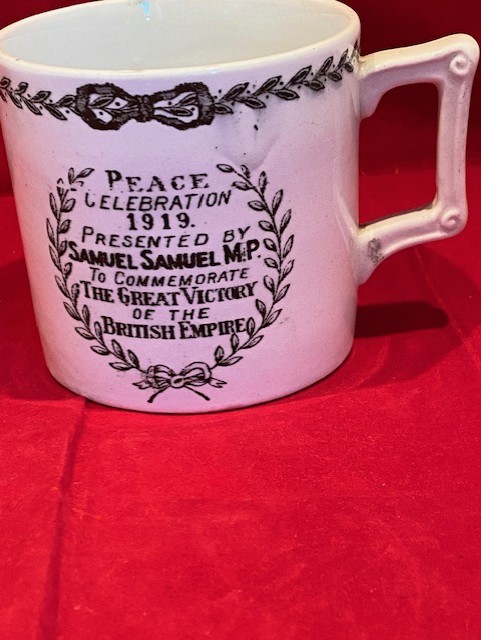 PEACE
CELEBRATION
1919.
PRESENTED BY
SAMUEL SAMUEL M.P.
TO COMMEMORATE
THE GREAT VICTORY
OF THE
BRITISH EMPIRE